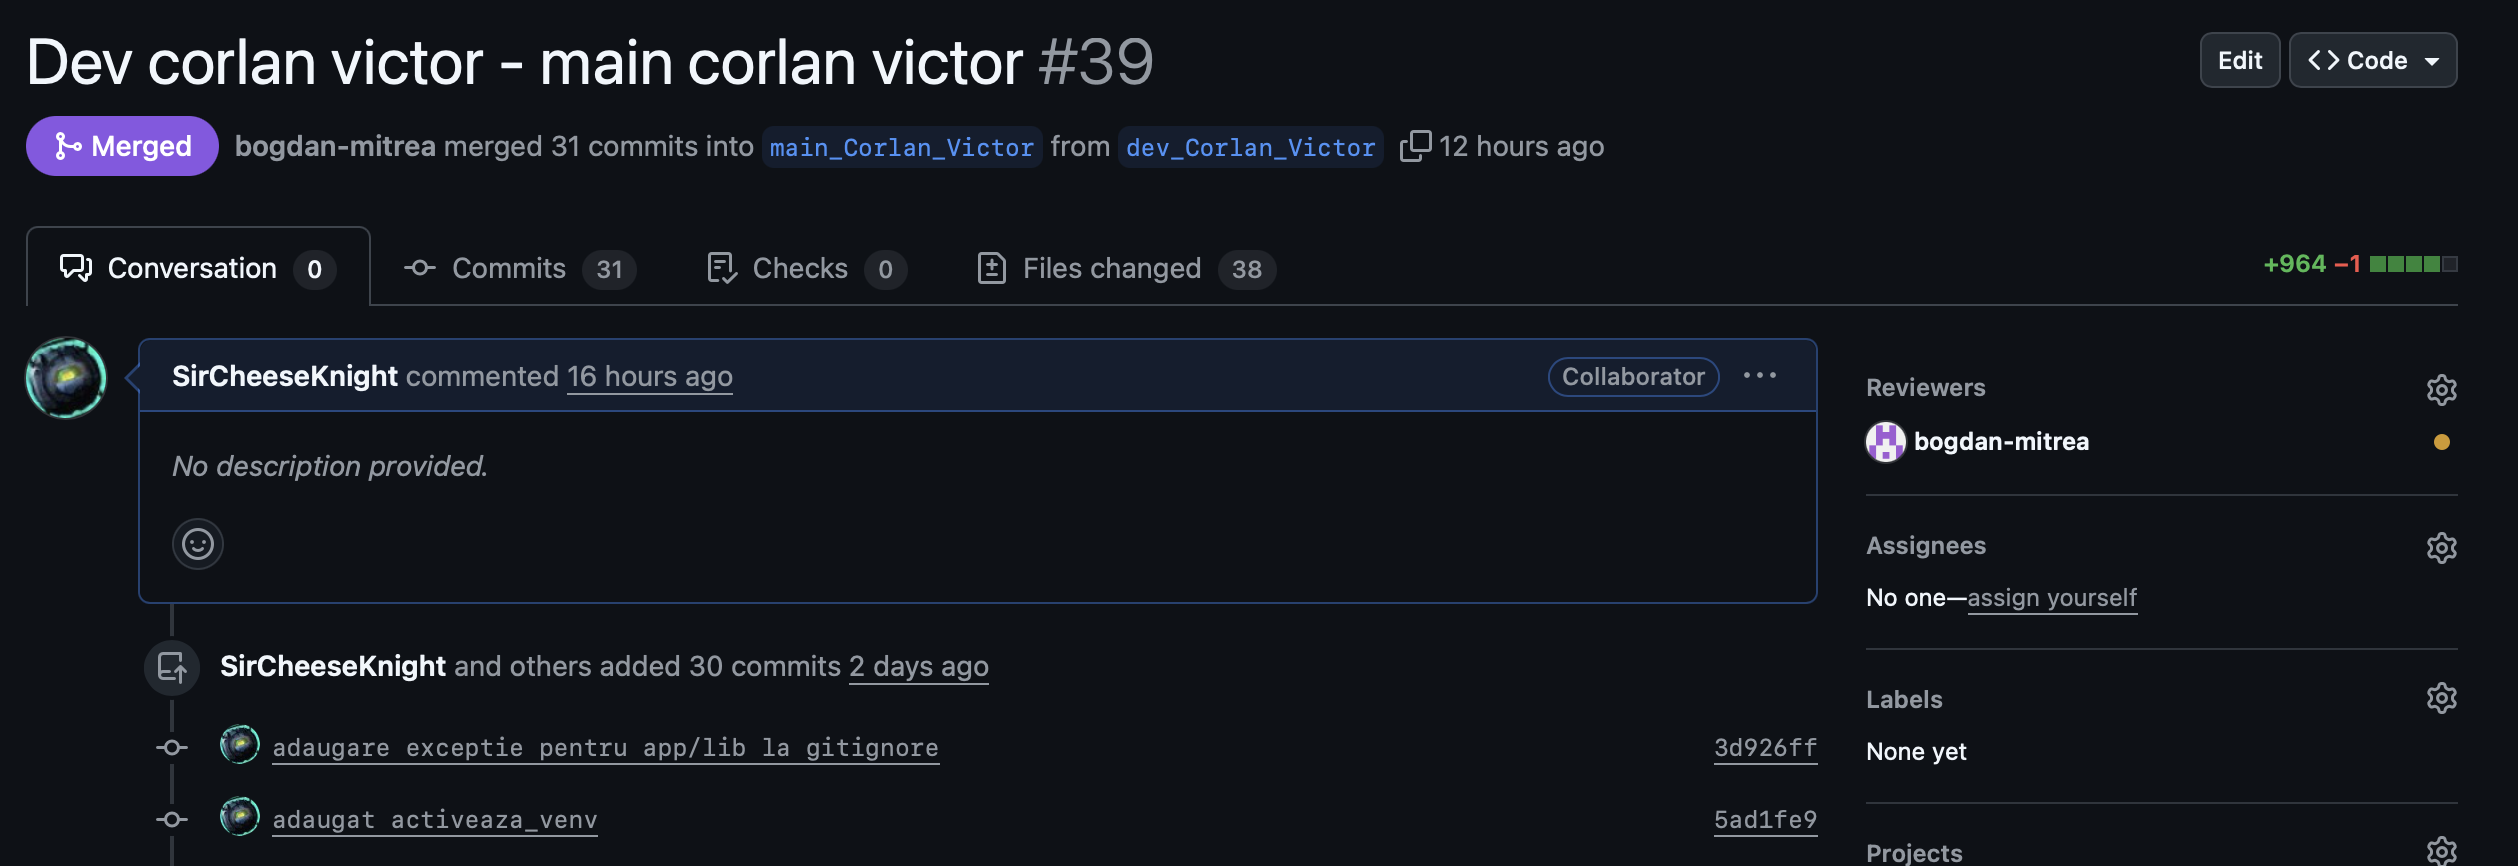 Dev corlan victor - main corlan victor #39
Edit
Code
Merged
bogdan-mitrea merged 31 commits into main_Corlan_Victor from dev_Corlan_Victor 12 hours ago
Conversation 0
Commits 31
Checks 0
Files changed 38
+964 −1
SirCheeseKnight commented 16 hours ago
Collaborator
No description provided.
Reviewers
bogdan-mitrea
Assignees
No one—assign yourself
Labels
None yet
Projects
SirCheeseKnight and others added 30 commits 2 days ago
adaugare exceptie pentru app/lib la gitignore
3d926ff
adaugat activeaza_venv
5ad1fe9